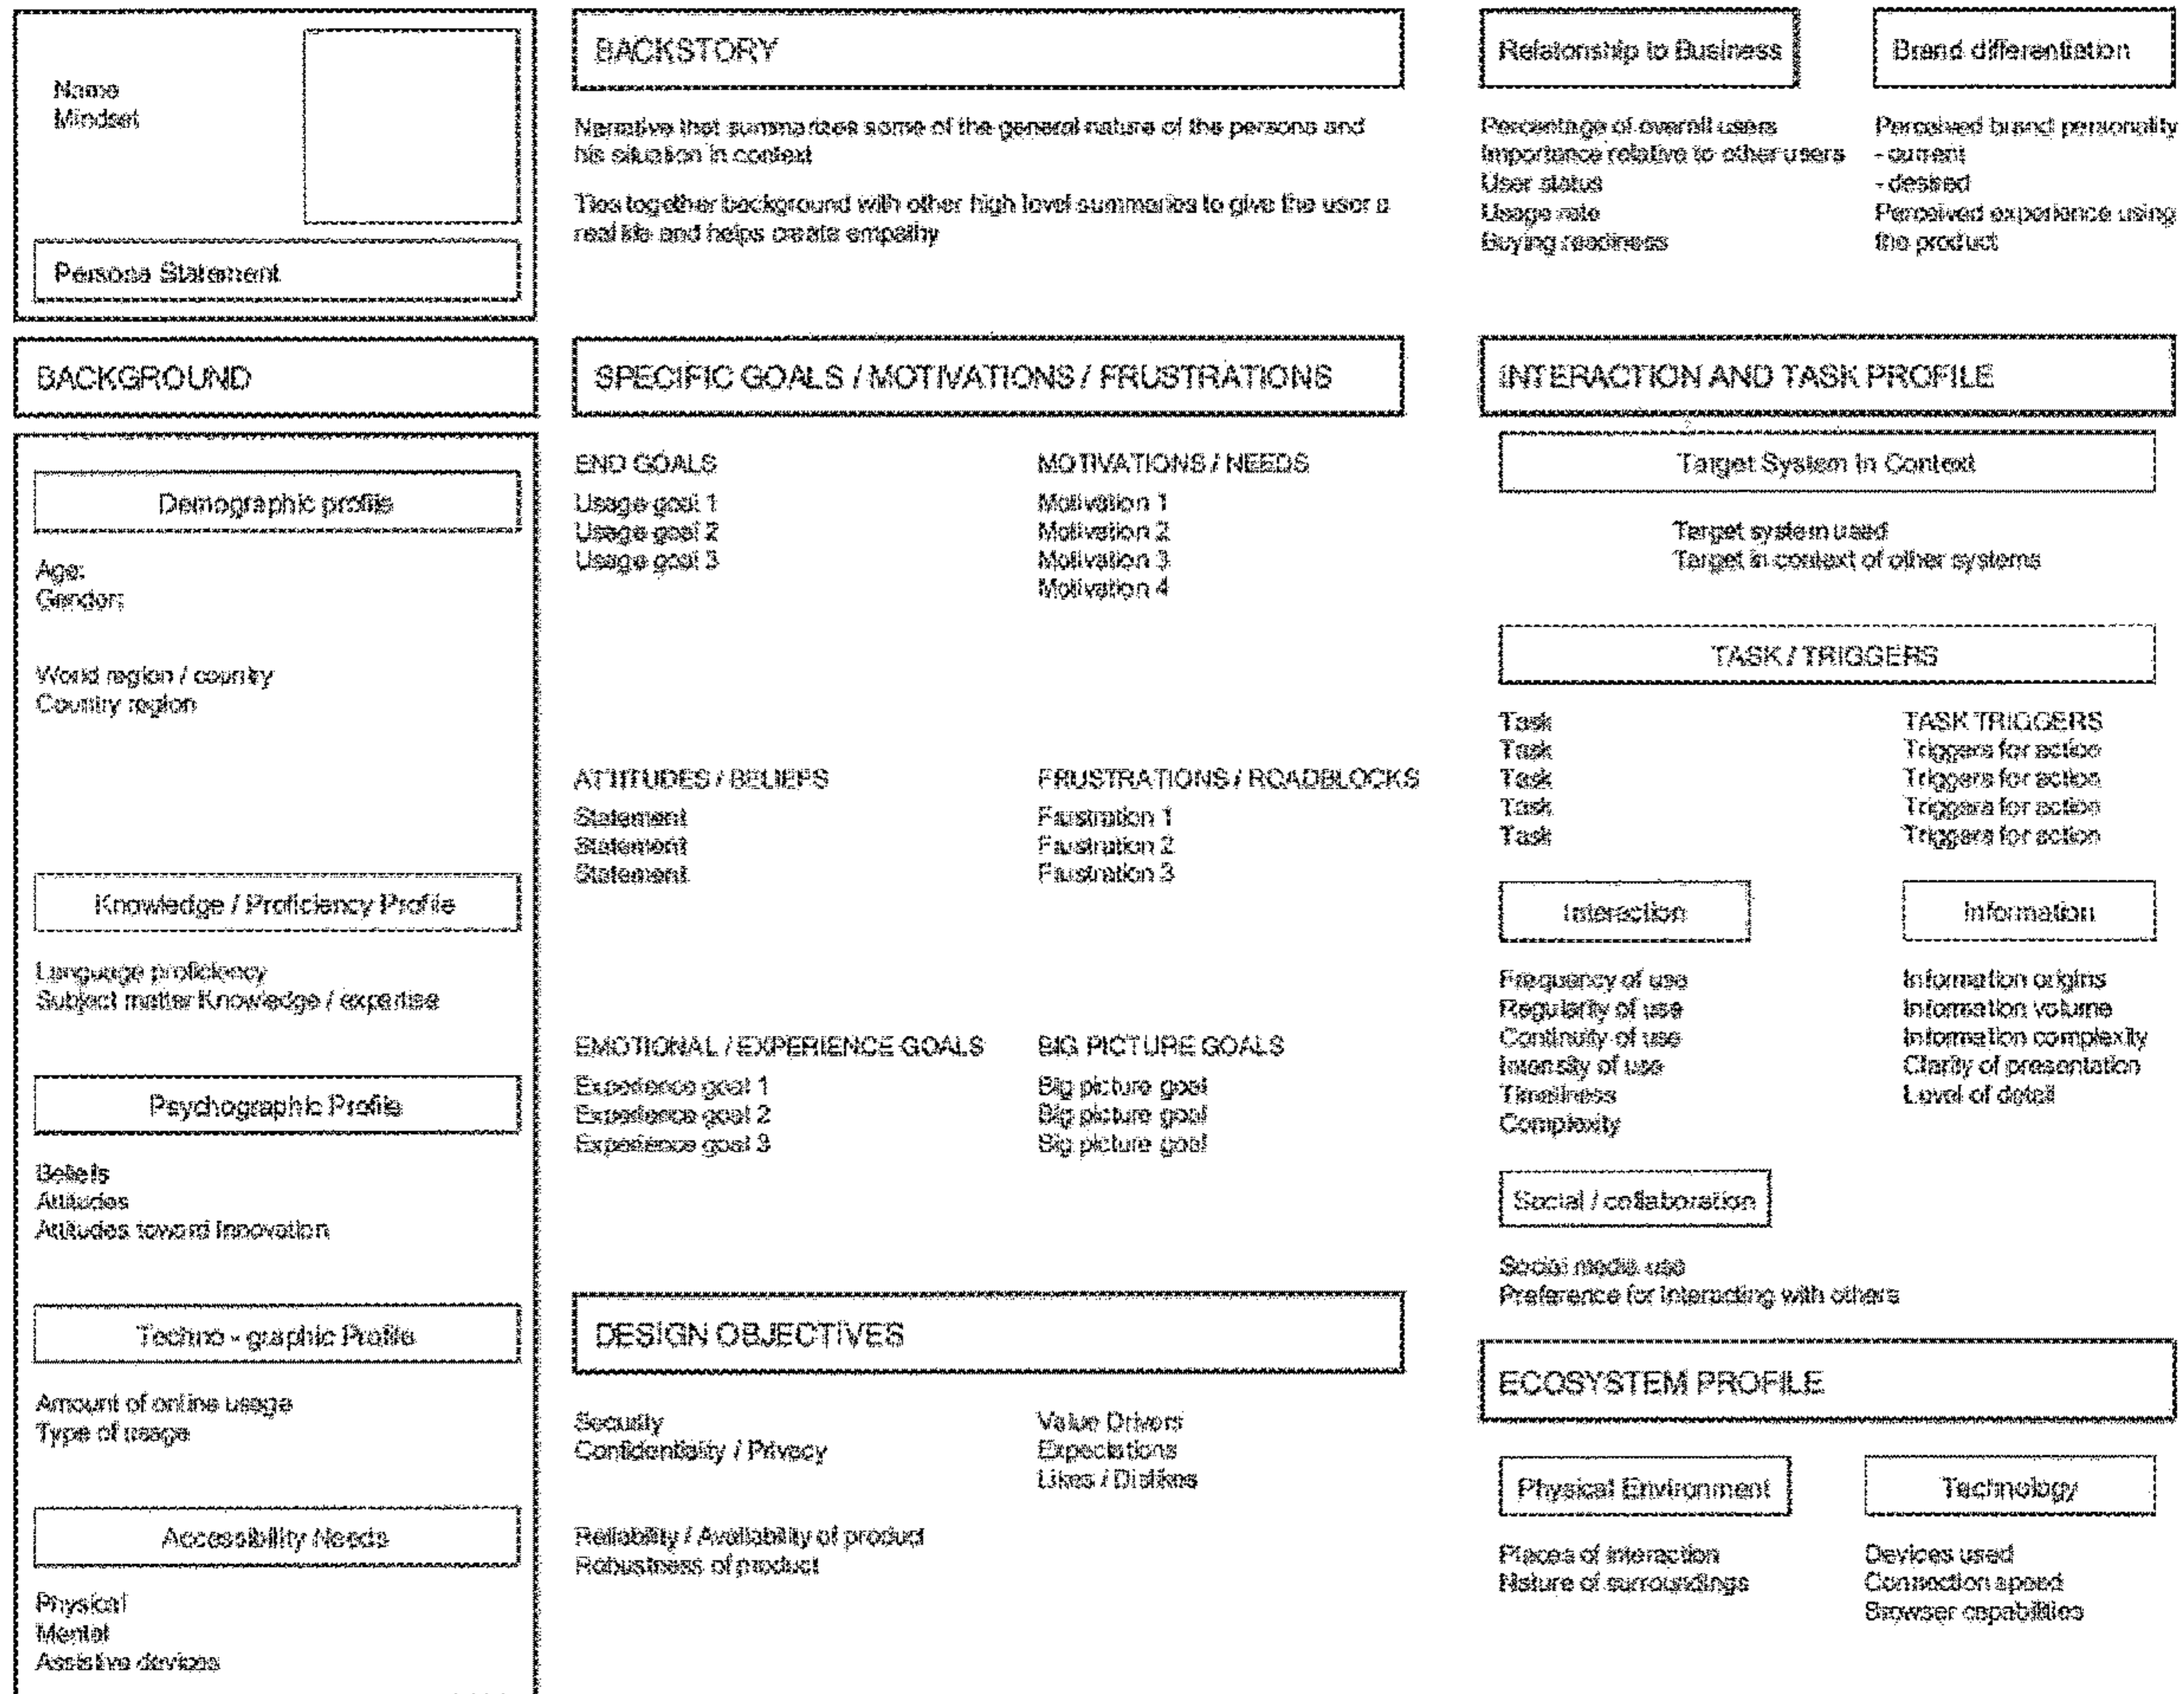 Name
Mindset
Persona Statement
BACKGROUND
Demographic profile
Age:
Gender:
World region / country
Country region
Knowledge / Proficiency Profile
Language proficiency
Subject matter Knowledge / expertise
Psychographic Profile
Beliefs
Attitudes
Attitudes toward Innovation
Techno - graphic Profile
Amount of online usage
Type of usage
Accessibility Needs
Physical
Mental
Assistive devices
BACKSTORY
Narrative that summarizes some of the general nature of the persona and
his situation in context
Ties together background with other high level summaries to give the user a
real life and helps create empathy
SPECIFIC GOALS / MOTIVATIONS / FRUSTRATIONS
END GOALS
Usage goal 1
Usage goal 2
Usage goal 3
MOTIVATIONS / NEEDS
Motivation 1
Motivation 2
Motivation 3
Motivation 4
ATTITUDES / BELIEFS
Statement
Statement
Statement
FRUSTRATIONS / ROADBLOCKS
Frustration 1
Frustration 2
Frustration 3
EMOTIONAL / EXPERIENCE GOALS
Experience goal 1
Experience goal 2
Experience goal 3
BIG PICTURE GOALS
Big picture goal
Big picture goal
Big picture goal
DESIGN OBJECTIVES
Security
Confidentiality / Privacy
Value Drivers
Expectations
Likes / Dislikes
Reliability / Availability of product
Robustness of product
Relationship to Business
Percentage of overall users
Importance relative to other users
User status
Usage rate
Buying readiness
Brand differentiation
Perceived brand personality
- current
- desired
Perceived experience using
the product
INTERACTION AND TASK PROFILE
Target System In Context
Target system used
Target in context of other systems
TASK / TRIGGERS
Task
Task
Task
Task
Task
TASK TRIGGERS
Triggers for action
Triggers for action
Triggers for action
Triggers for action
Interaction
Frequency of use
Regularity of use
Continuity of use
Intensity of use
Timeliness
Complexity
Information
Information origins
Information volume
Information complexity
Clarity of presentation
Level of detail
Social / collaboration
Social media use
Preference for interacting with others
ECOSYSTEM PROFILE
Physical Environment
Places of interaction
Nature of surroundings
Technology
Devices used
Connection speed
Browser capabilities